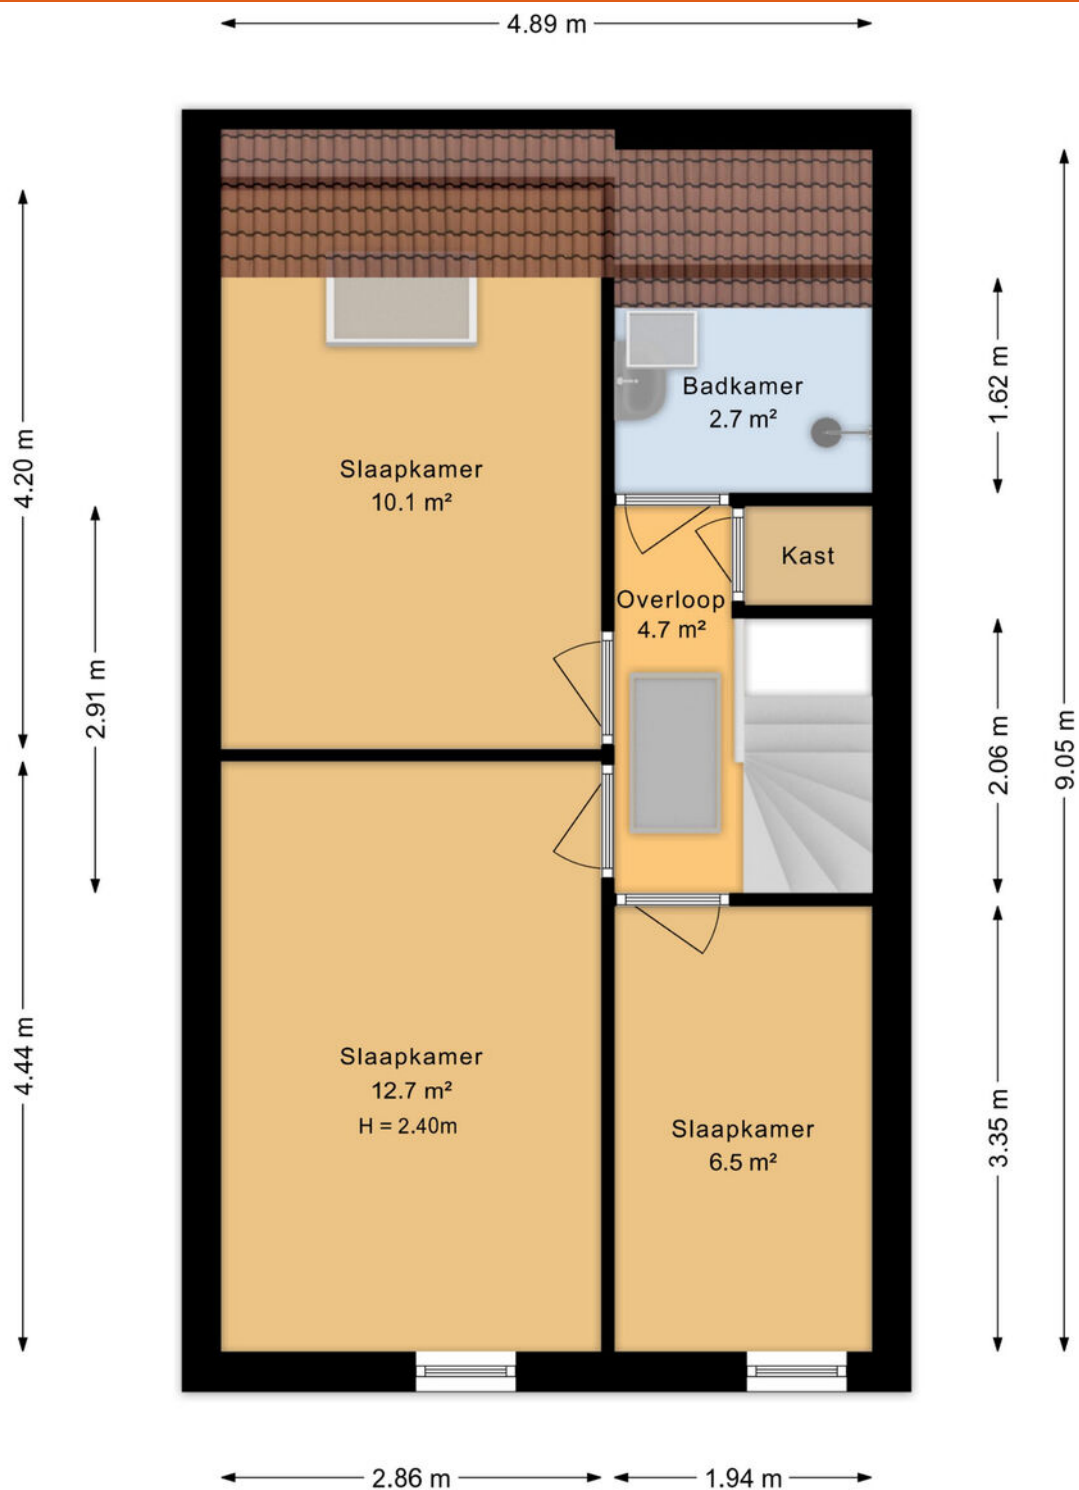 4.89 m
Slaapkamer
10.1 m²
Badkamer
2.7 m²
Kast
Overloop
4.7 m²
Slaapkamer
12.7 m²
H = 2.40m
Slaapkamer
6.5 m²
4.20 m
2.91 m
4.44 m
1.62 m
2.06 m
9.05 m
3.35 m
2.86 m
1.94 m